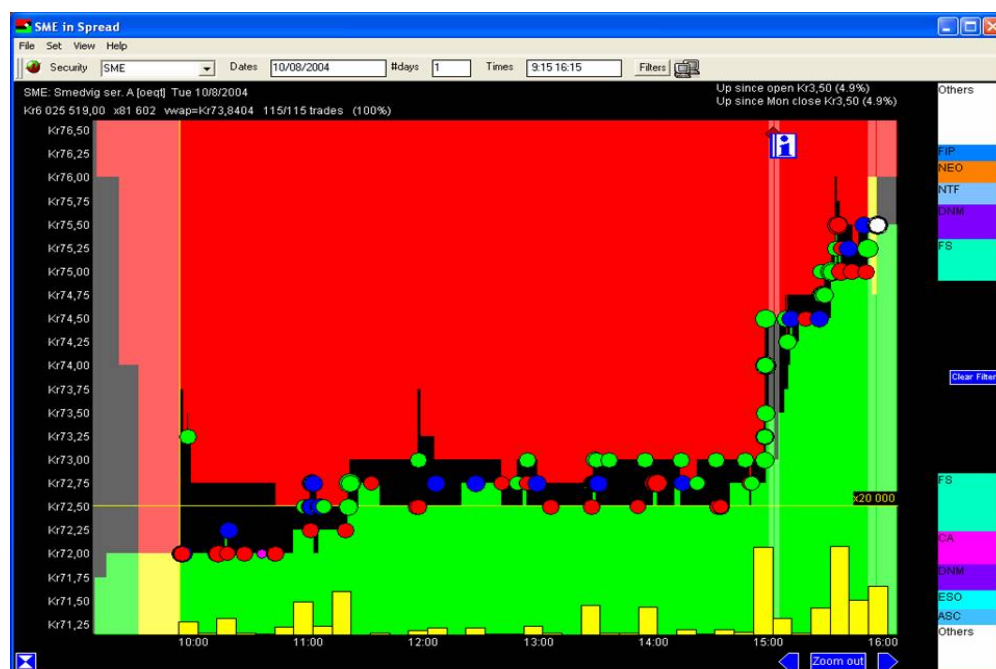 SME in Spread
File Set View Help
Security SME Dates 10/08/2004 #days 1 Times 9:15 16:15 Filters
SME: Smedvig ser. A [oeqt] Tue 10/8/2004
Up since open Kr3,50 (4.9%)
Kr6 025 519,00 x81 602 vwap=Kr73,8404 115/115 trades (100%)
Up since Mon close Kr3,50 (4.9%)
Kr76,50
Kr76,25
Kr76,00
Kr75,75
Kr76,50
Kr75,25
Kr75,00
Kr74,75
Kr74,50
Kr74,25
Kr74,00
Kr73,75
Kr73,50
Kr73,25
Kr73,00
Kr72,75
Kr72,50
Kr72,25
Kr72,00
Kr71,75
Kr71,50
Kr71,25
10:00 11:00 12:00 13:00 14:00 15:00 16:00
x20 000
Zoom out
Others
FIP
NEO
NTF
DNM
FS
Clear Filter
FS
CA
DNM
ESO
ASC
Others